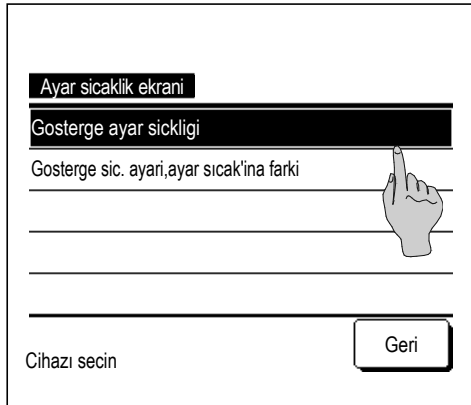 Ayar sicaklik ekrani
Gosterge ayar sickligi
Gosterge sic. ayari,ayar sıcak'ina farki
Geri
Cihazı secin